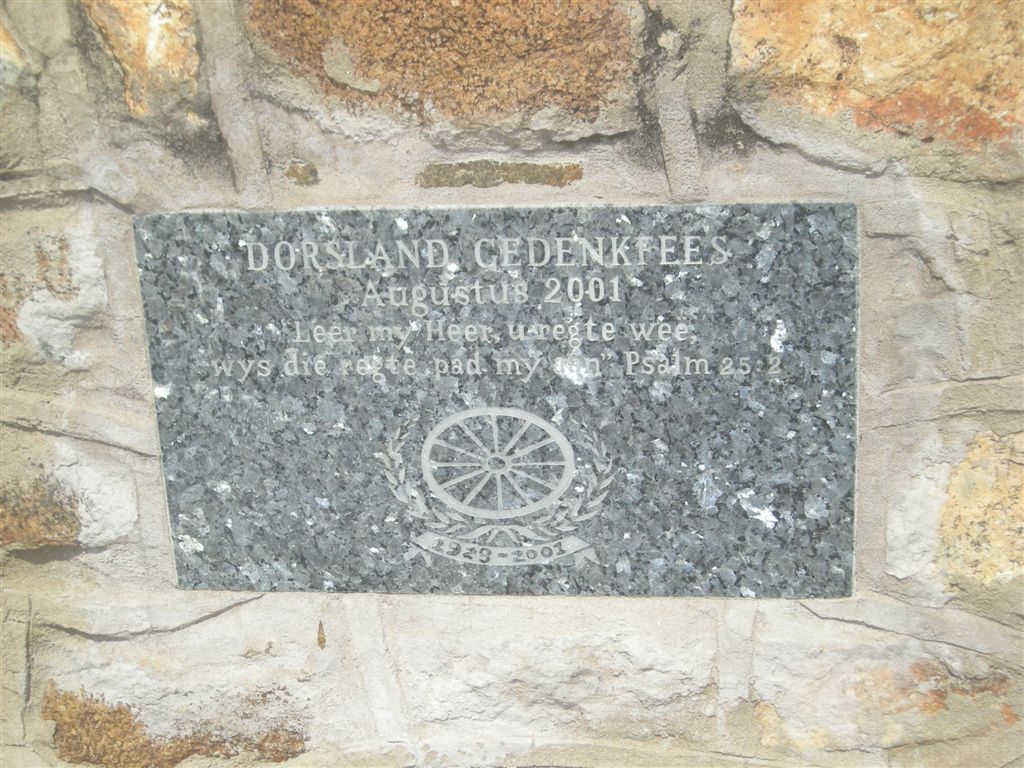 DORSLAND GEDENKFEES
Augustus 2001
Leer my Heer, u regte wee,
wys die regte pad my aan" Psalm 25:2
1929-2001